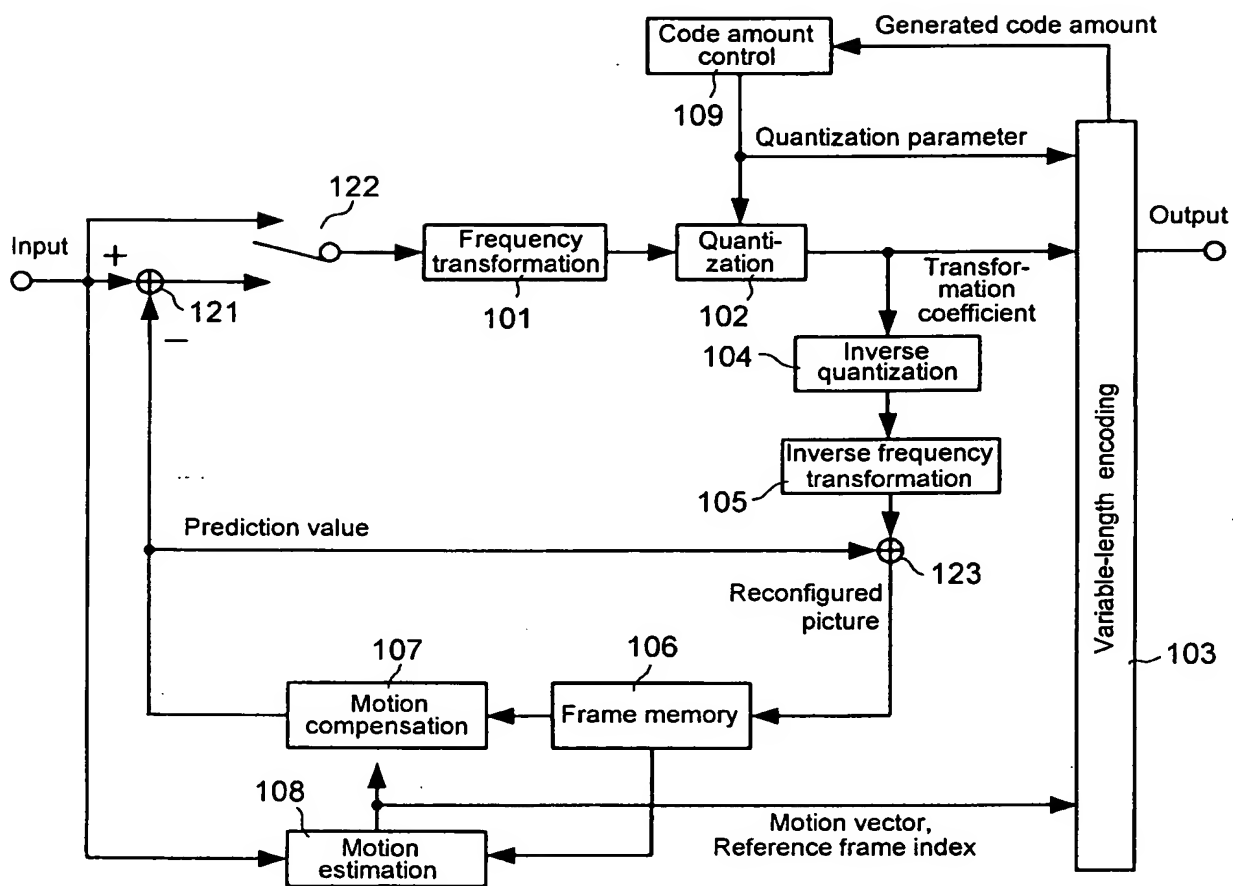 Generated code amount
Code amount
control
109
Quantization parameter
122
Input
+
121
−
Frequency
transformation
101
Quanti-
zation
102
Output
Transfor-
mation
coefficient
104
Inverse
quantization
Inverse frequency
transformation
105
Prediction value
123
Reconfigured
picture
Variable-length encoding
103
107
Motion
compensation
106
Frame memory
108
Motion
estimation
Motion vector,
Reference frame index